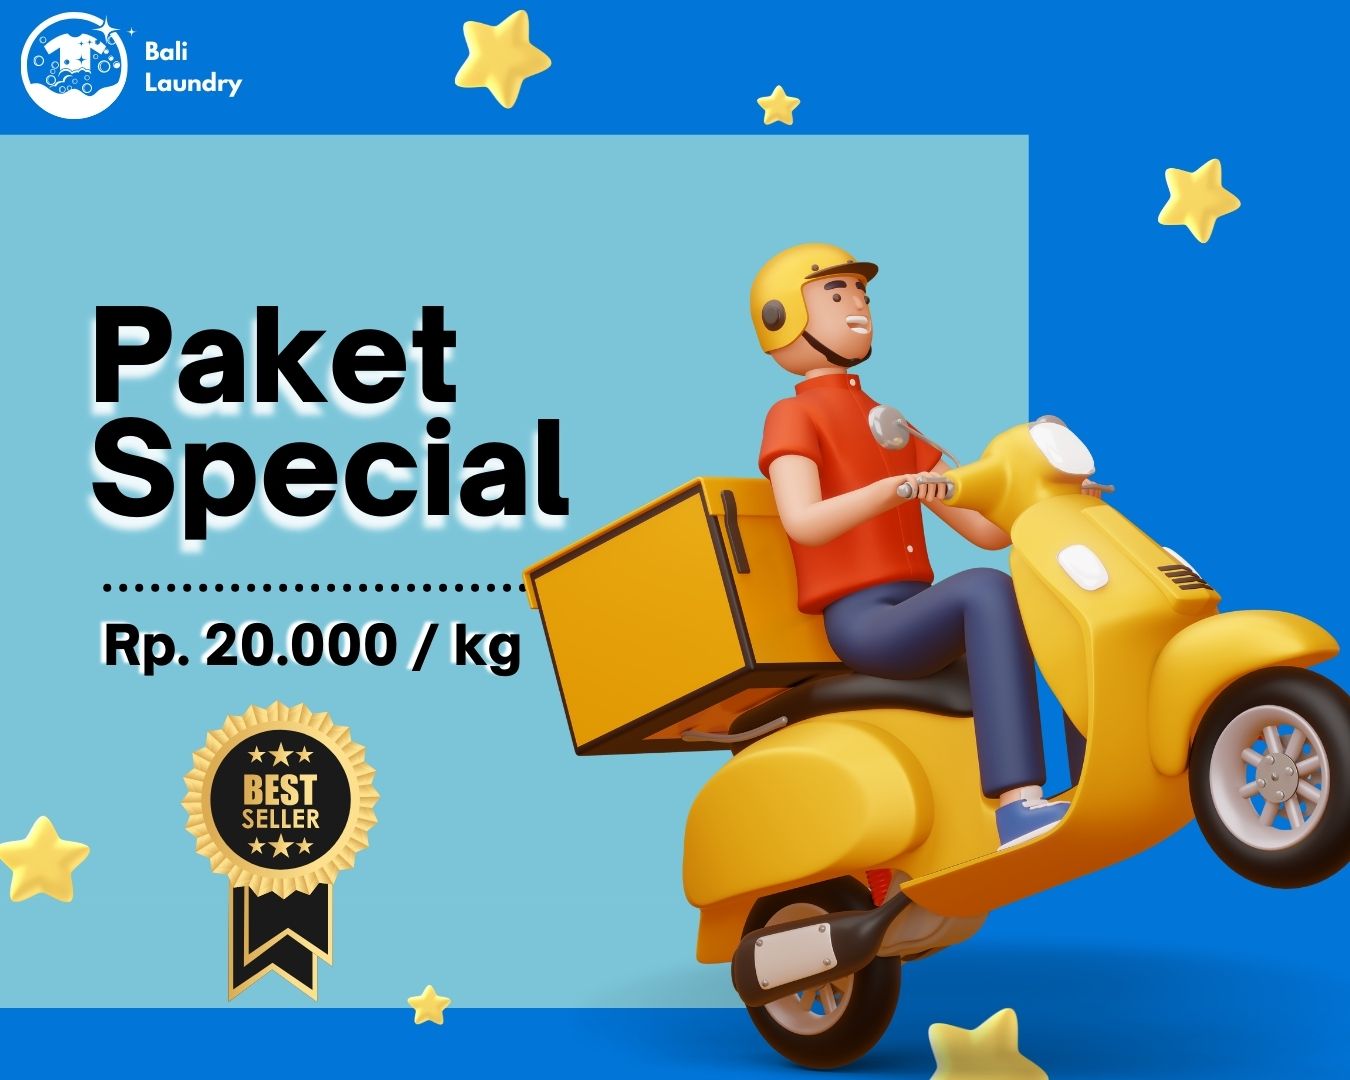 Bali
Laundry
Paket
Special
Rp. 20.000 / kg
BEST
SELLER